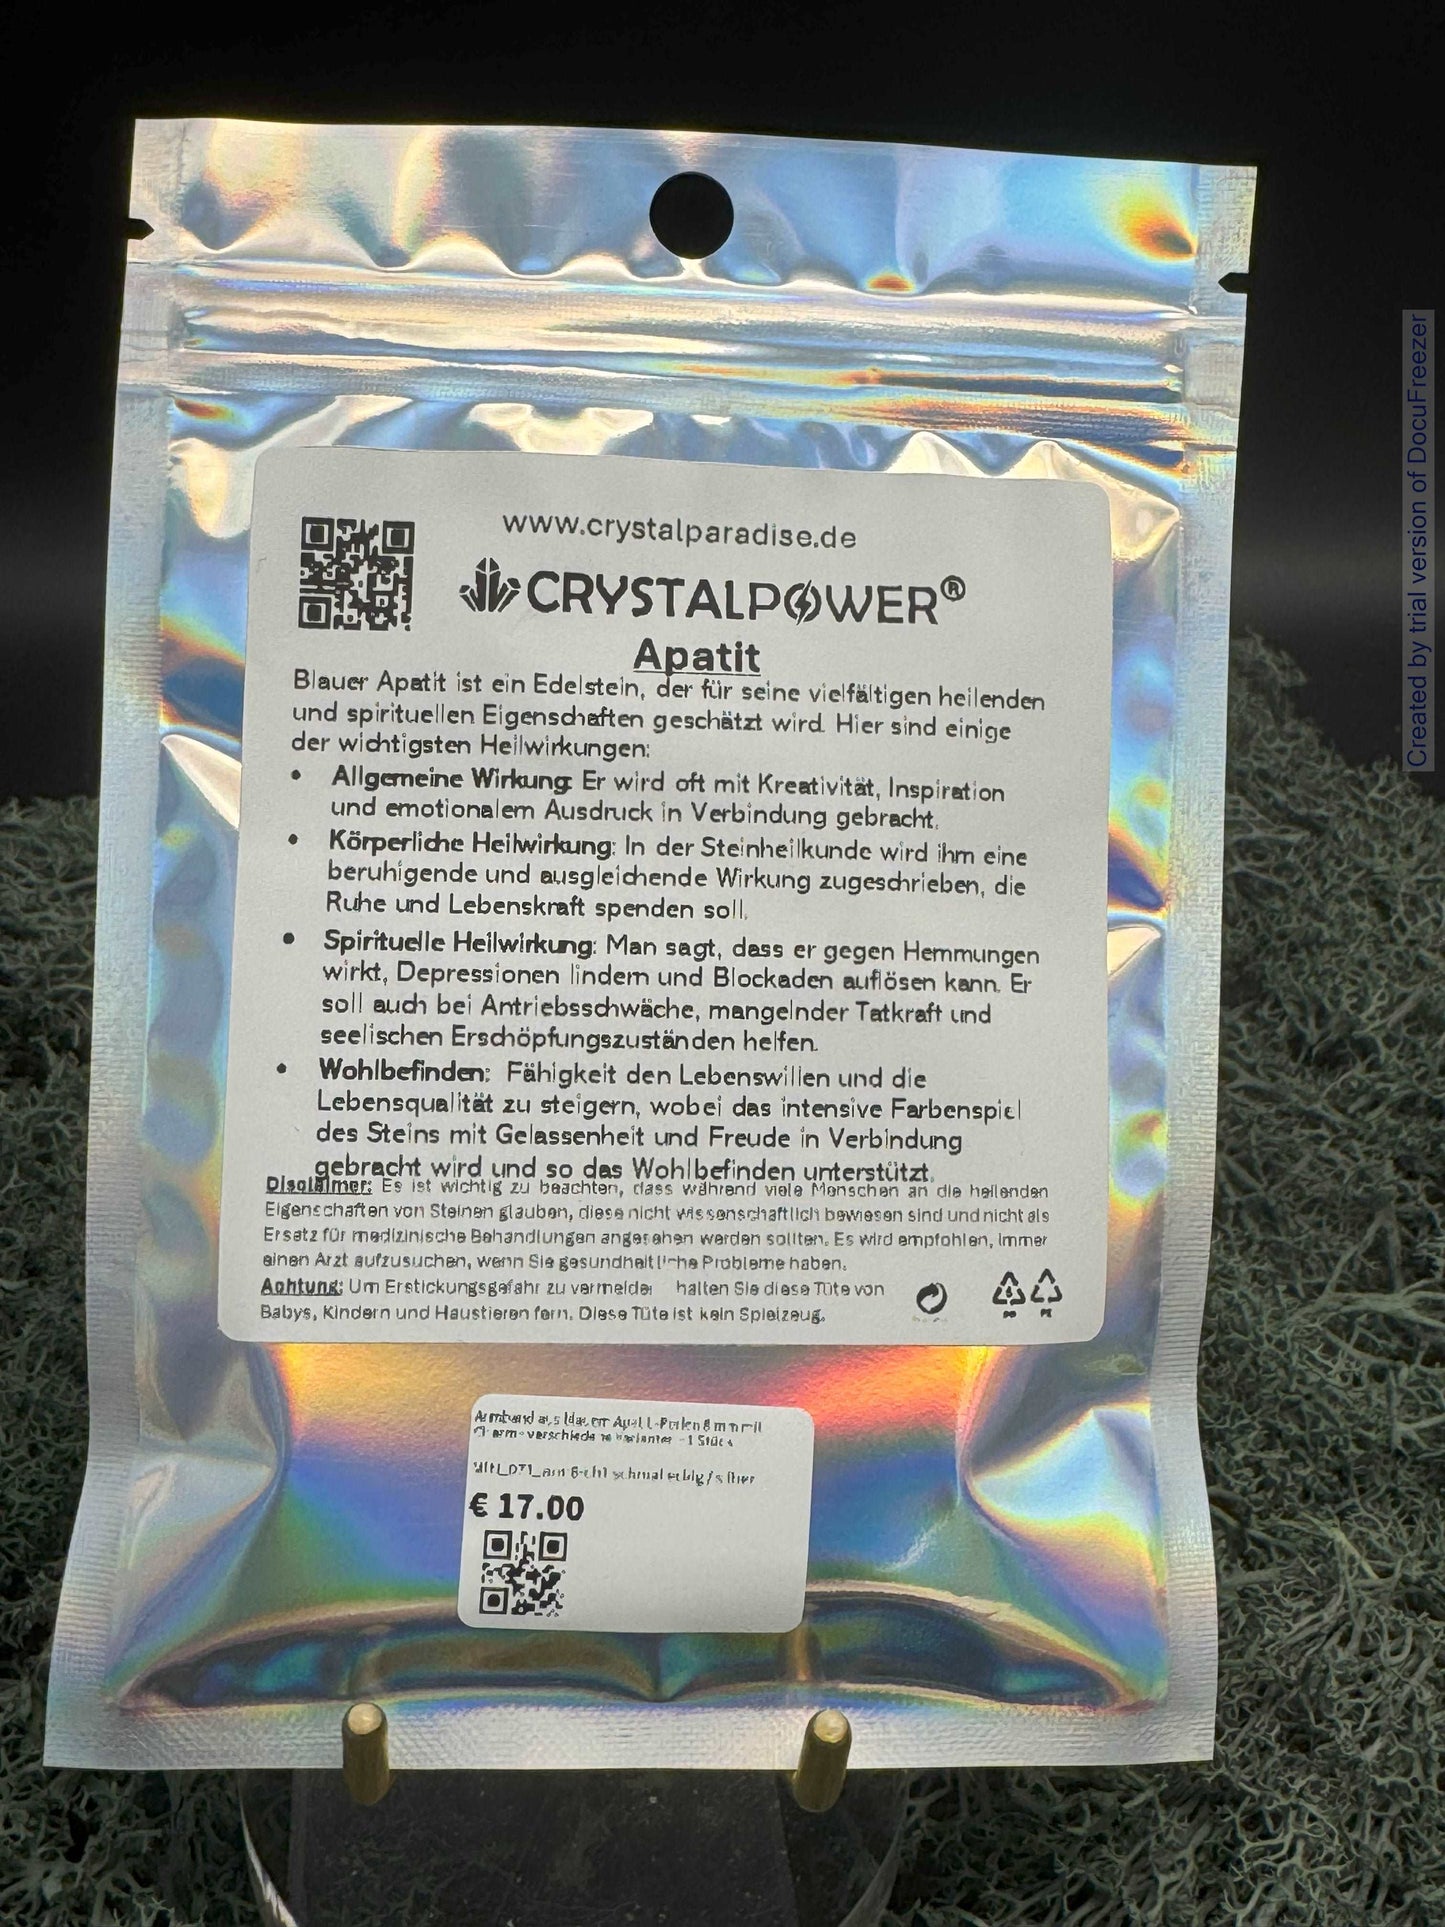 www.crystalparadise.de
CRYSTALPOWER®
Apatit
Blauer Apatit ist ein Edelstein, der für seine vielfältigen heilenden
und spirituellen Eigenschaften geschätzt wird. Hier sind einige
der wichtigsten Heilwirkungen:
• Allgemeine Wirkung: Er wird oft mit Kreativität, Inspiration
und emotionalem Ausdruck in Verbindung gebracht.
• Körperliche Heilwirkung: In der Steinheilkunde wird ihm eine
beruhigende und ausgleichende Wirkung zugeschrieben, die
Ruhe und Lebenskraft spenden soll.
• Spirituelle Heilwirkung: Man sagt, dass er gegen Hemmungen
wirkt, Depressionen lindern und Blockaden auflösen kann. Er
soll auch bei Antriebsschwäche, mangelnder Tatkraft und
seelischen Erschöpfungszuständen helfen.
• Wohlbefinden: Fähigkeit den Lebenswillen und die
Lebensqualität zu steigern, wobei das intensive Farbenspiel
des Steins mit Gelassenheit und Freude in Verbindung
gebracht wird und so das Wohlbefinden unterstützt.
Disclaimer: Es ist wichtig zu beachten, dass während viele Menschen an die heilenden
Eigenschaften von Steinen glauben, diese nicht wissenschaftlich bewiesen sind und nicht als
Ersatz für medizinische Behandlungen angesehen werden sollten. Es wird empfohlen, immer
einen Arzt aufzusuchen, wenn Sie gesundheitliche Probleme haben.
Achtung: Um Erstickungsgefahr zu vermeiden halten Sie diese Tüte von
Babys, Kindern und Haustieren fern. Diese Tüte ist kein Spielzeug.
Armband aus
verschiedene - 1 Stück
schmal
€ 17.00
Created by trial version of DocuFreezer